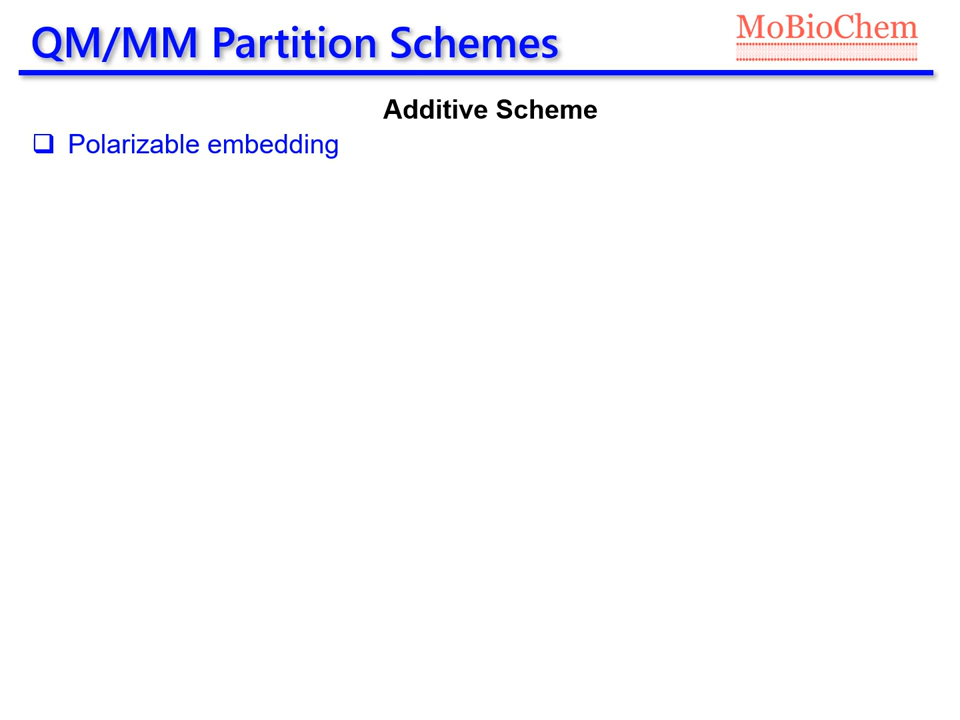 QM/MM Partition Schemes
MoBioChem
Additive Scheme
❑ Polarizable embedding